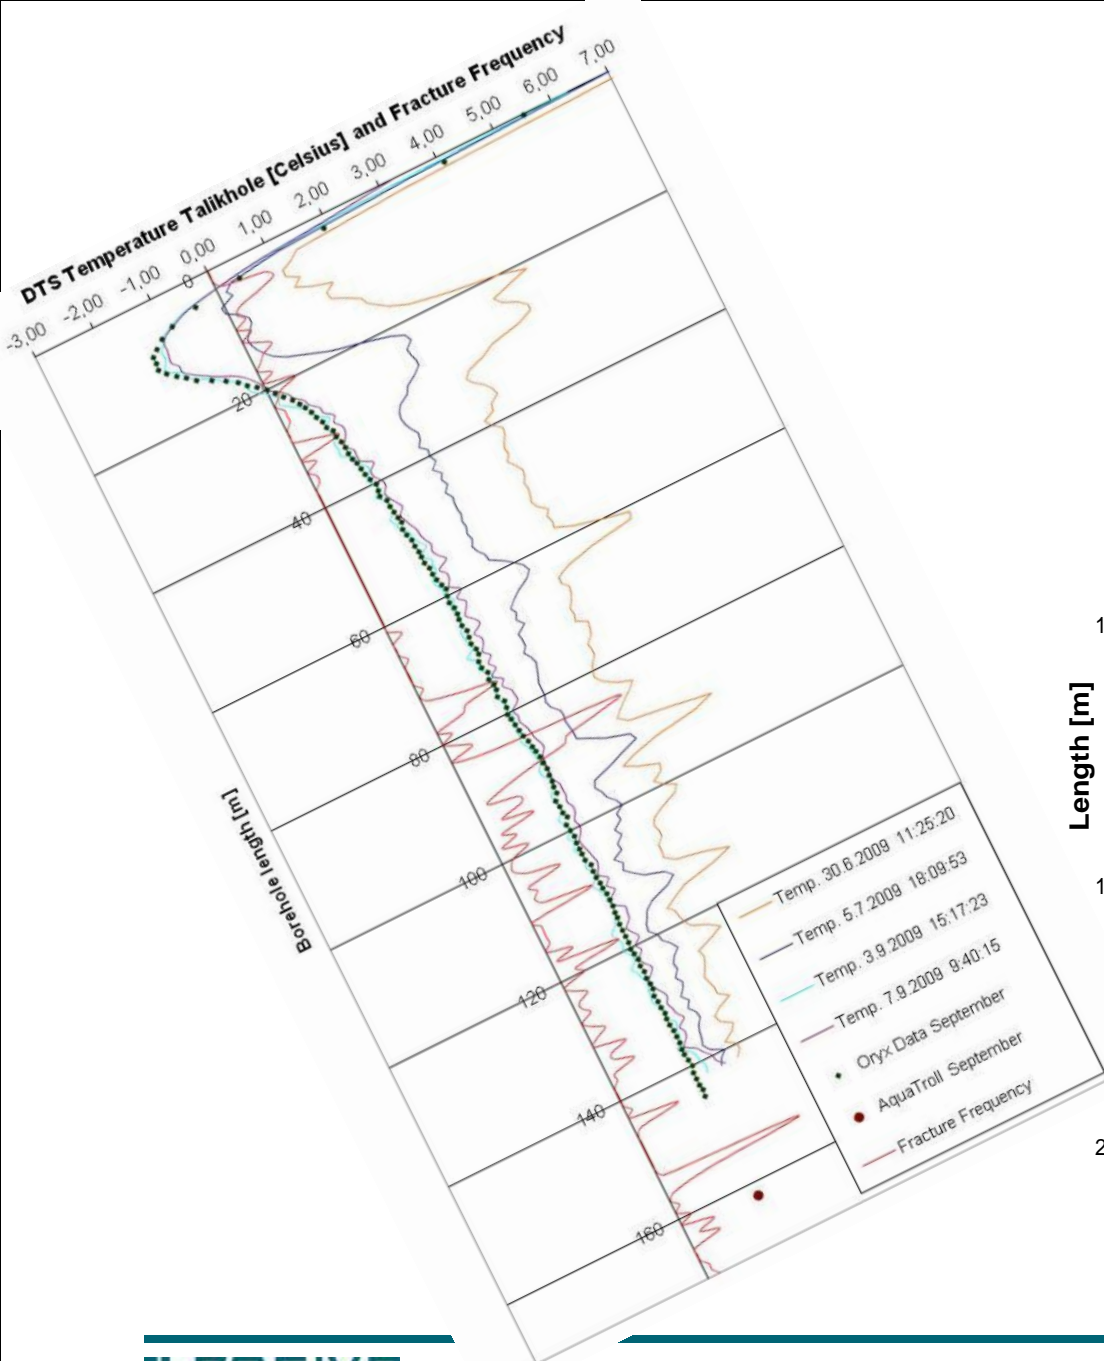 DTS Temperature Talikhole [Celsius] and Fracture Frequency
-3,00
-2,00
-1,00
0,00
1,00
2,00
3,00
4,00
5,00
6,00
7,00
0
20
40
60
80
100
120
140
160
Borehole length [m]
Temp. 30.6.2009 11:25:20
Temp. 5.7.2009 18:09:53
Temp. 3.9.2009 15:17:23
Temp. 7.9.2009 9:40:15
Oryx Data September
AquaTroll September
Fracture Frequency
1
Length [m]
1
2